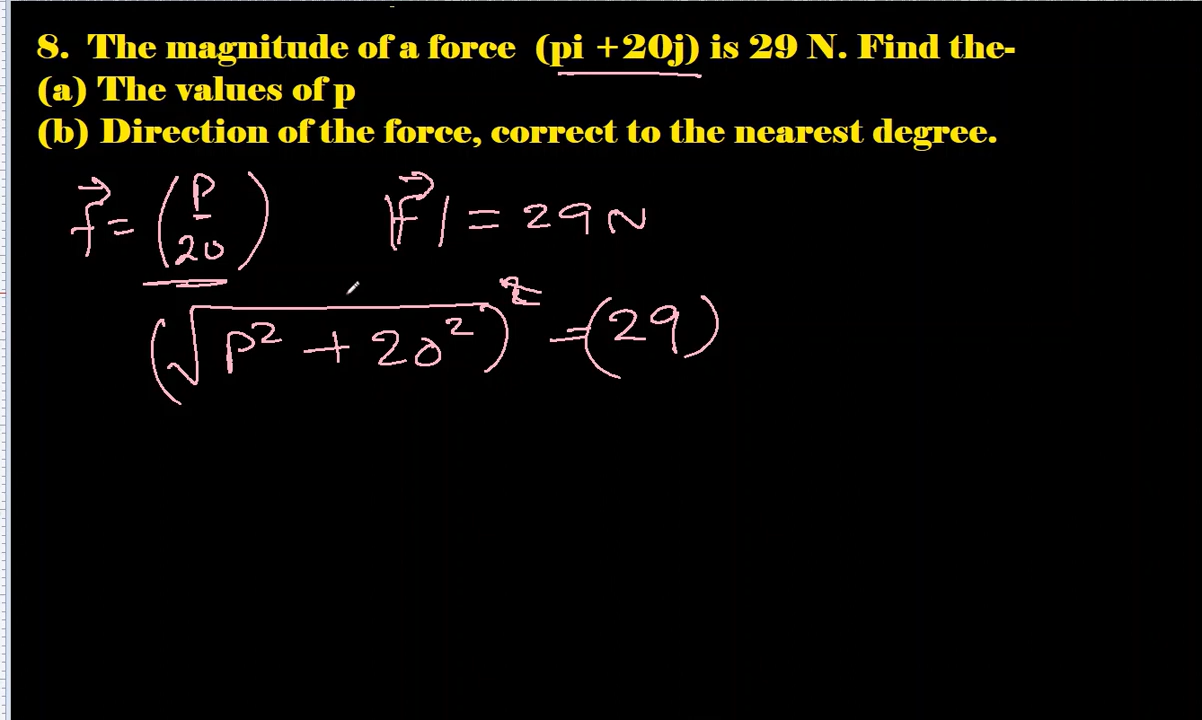 8. The magnitude of a force (pi +20j) is 29 N. Find the-
(a) The values of p
(b) Direction of the force, correct to the nearest degree.
f⃗ = (P 20) |F⃗| = 29 N
(√P² + 20²)² = (29)